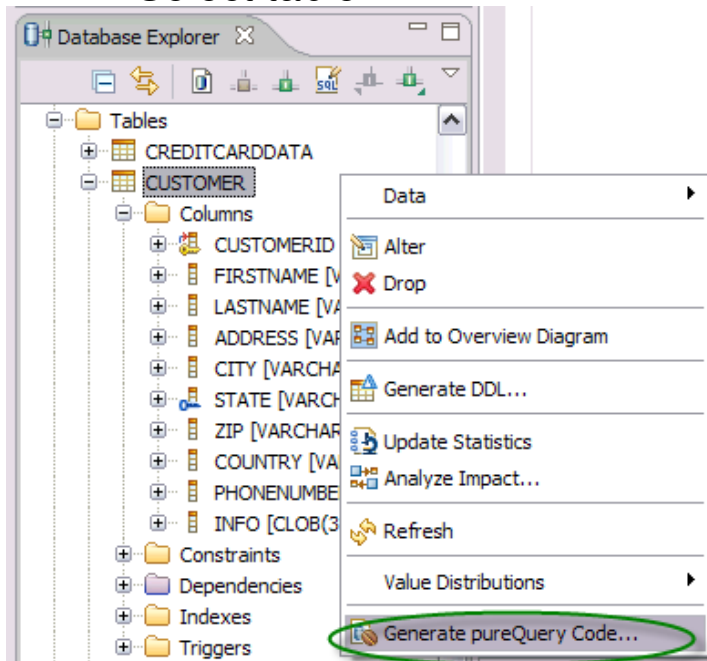 Database Explorer
SQL
Tables
CREDITCARDDATA
CUSTOMER
Columns
CUSTOMERID
FIRSTNAME [V
LASTNAME [VA
ADDRESS [VAR
CITY [VARCHA
STATE [VARCH
ZIP [VARCHAR
COUNTRY [VA
PHONENUMBE
INFO [CLOB(3
Constraints
Dependencies
Indexes
Triggers
Data
Alter
Drop
Add to Overview Diagram
Generate DDL...
Update Statistics
Analyze Impact...
Refresh
Value Distributions
Generate pureQuery Code...